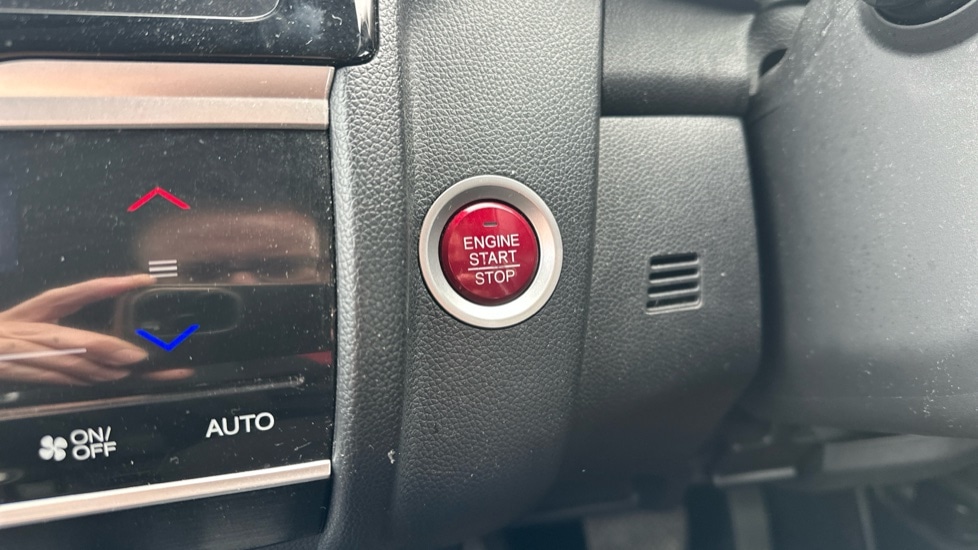 ENGINE
START
STOP
ON/
OFF
AUTO